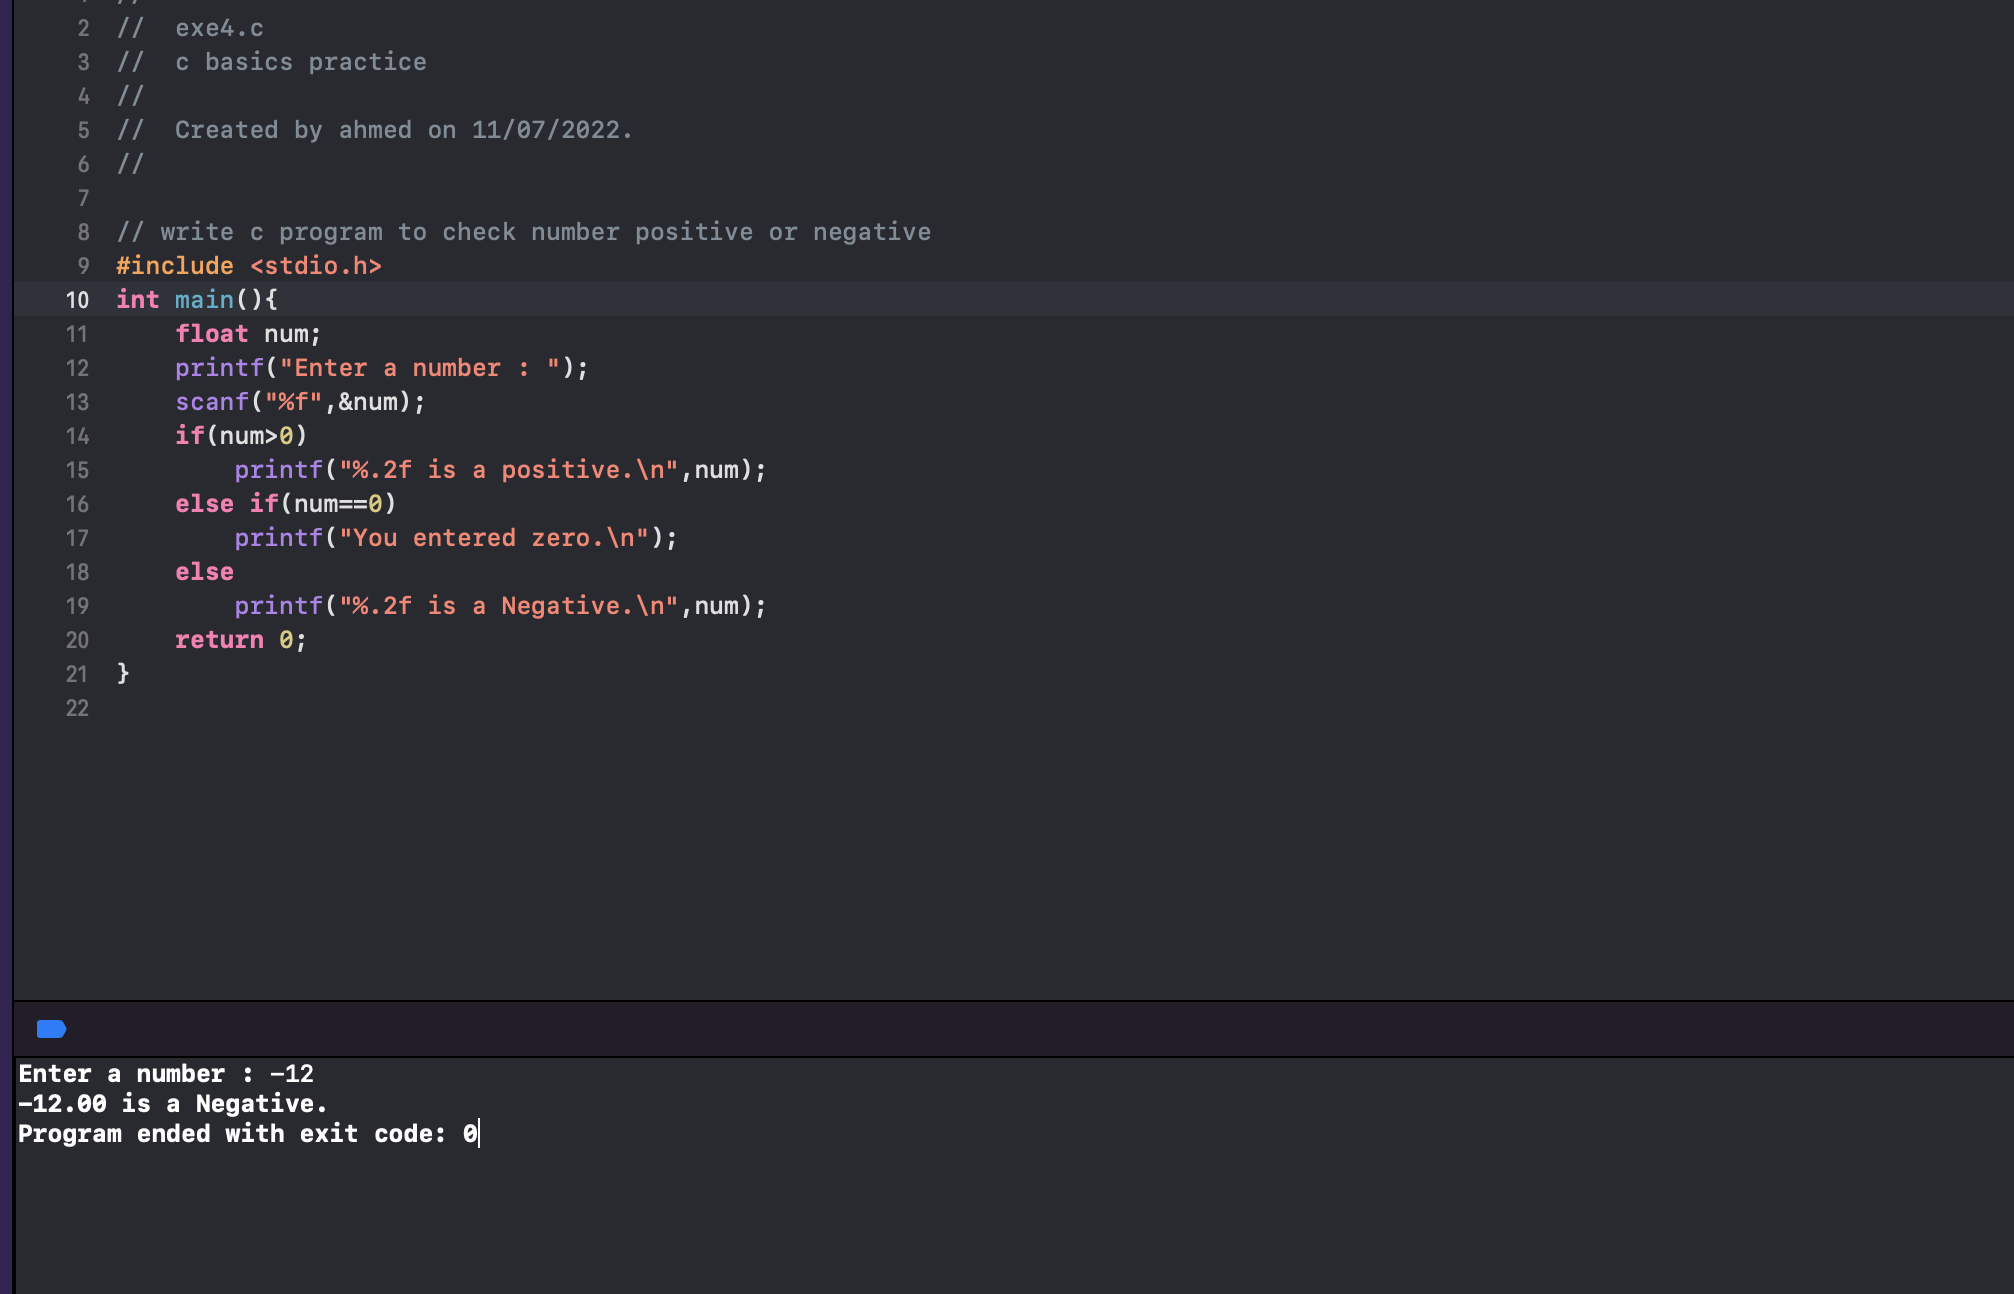 //
2 //  exe4.c
3 //  c basics practice
4 //
5 //  Created by ahmed on 11/07/2022.
6 //
7
8 // write c program to check number positive or negative
9 #include <stdio.h>
10 int main(){
11     float num;
12     printf("Enter a number : ");
13     scanf("%f",&num);
14     if(num>0)
15         printf("%.2f is a positive.\n",num);
16     else if(num==0)
17         printf("You entered zero.\n");
18     else
19         printf("%.2f is a Negative.\n",num);
20     return 0;
21 }
22
Enter a number : -12
-12.00 is a Negative.
Program ended with exit code: 0